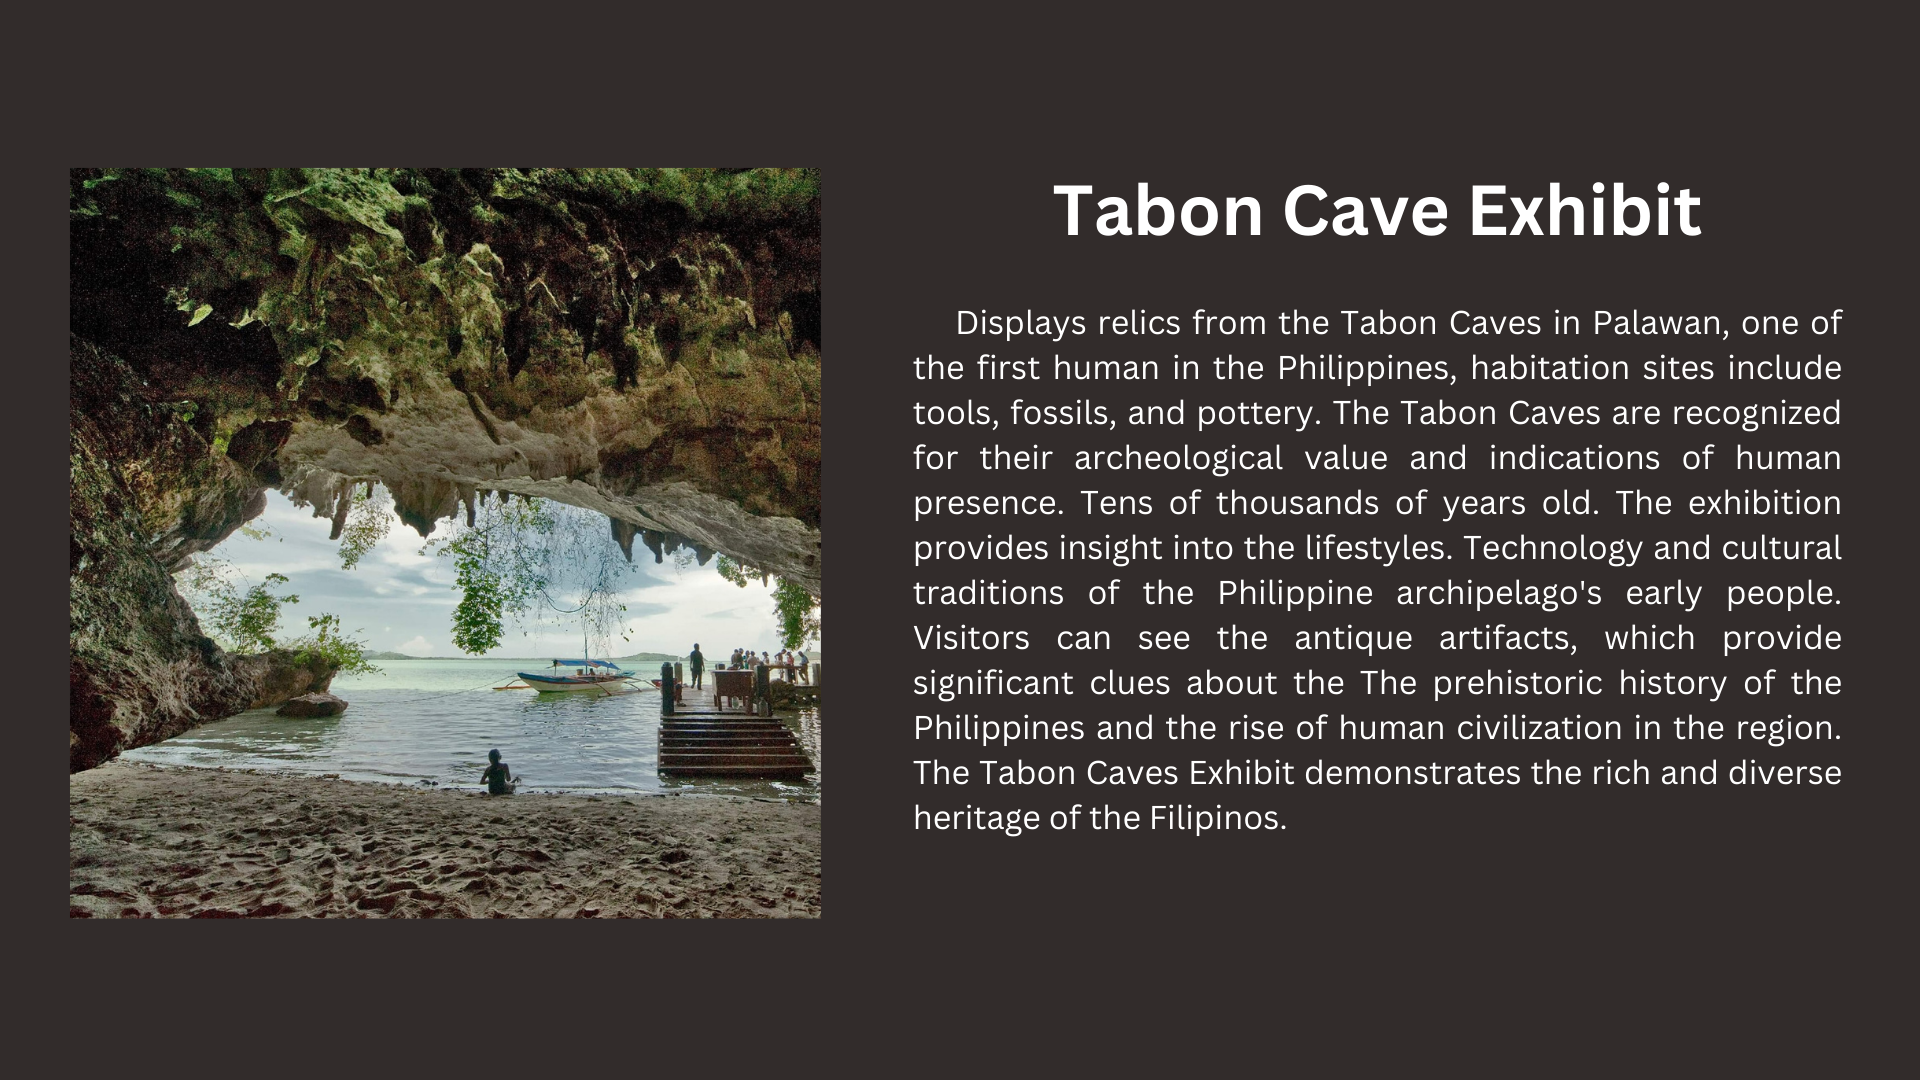 Tabon Cave Exhibit
Displays relics from the Tabon Caves in Palawan, one of
the first human in the Philippines, habitation sites include
tools, fossils, and pottery. The Tabon Caves are recognized
for their archeological value and indications of human
presence. Tens of thousands of years old. The exhibition
provides insight into the lifestyles. Technology and cultural
traditions of the Philippine archipelago's early people.
Visitors can see the antique artifacts, which provide
significant clues about the The prehistoric history of the
Philippines and the rise of human civilization in the region.
The Tabon Caves Exhibit demonstrates the rich and diverse
heritage of the Filipinos.